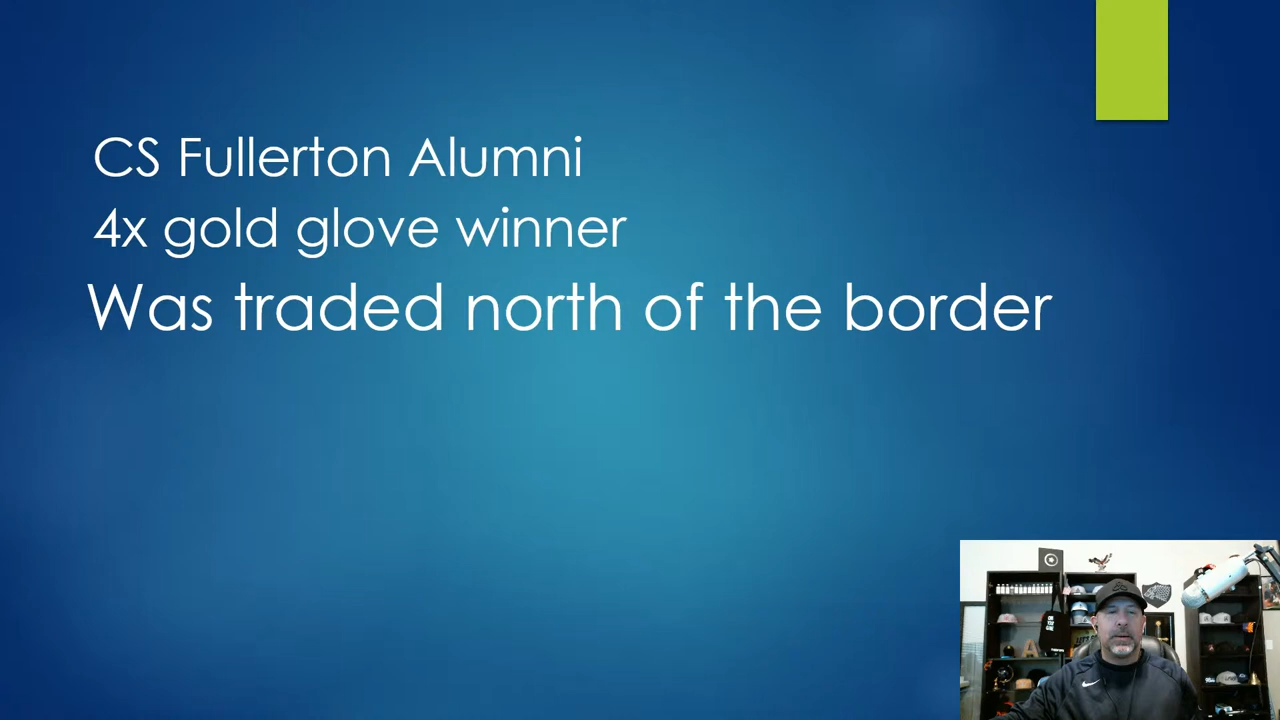 CS Fullerton Alumni
4x gold glove winner
Was traded north of the border